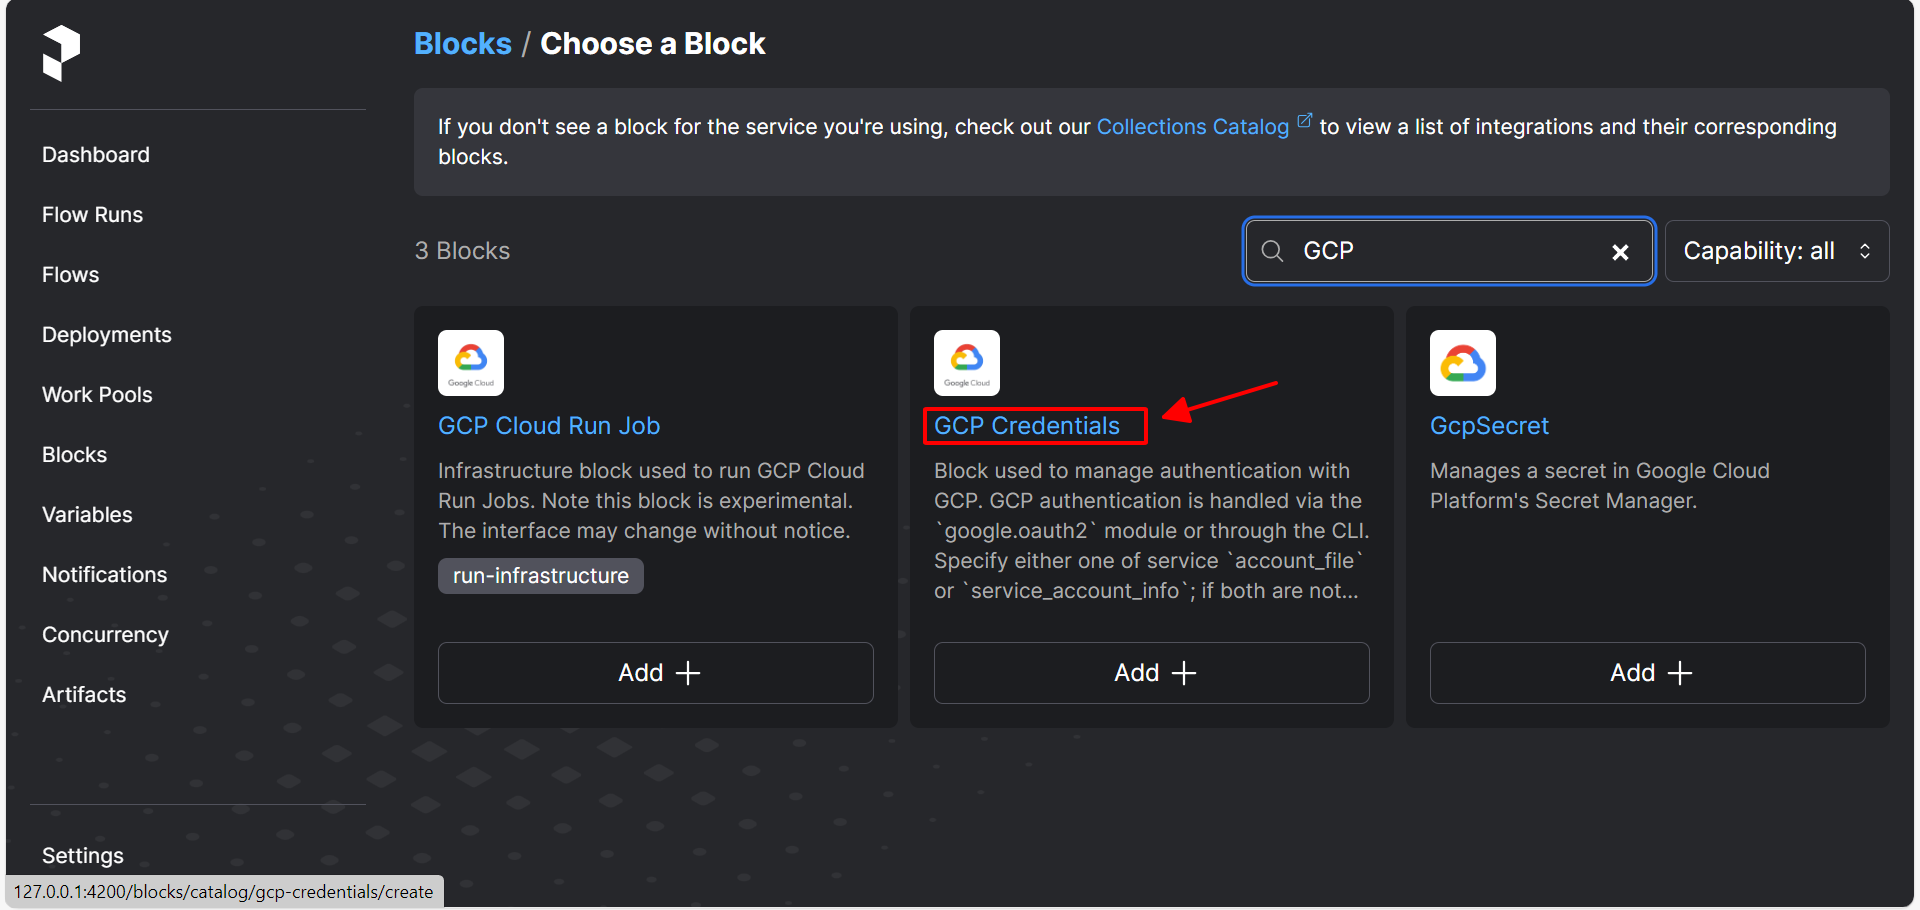 Blocks / Choose a Block
If you don't see a block for the service you're using, check out our Collections Catalog to view a list of integrations and their corresponding
blocks.
Dashboard
Flow Runs
Flows
Deployments
Work Pools
Blocks
Variables
Notifications
Concurrency
Artifacts
Settings
3 Blocks
GCP
Capability: all
Google Cloud
GCP Cloud Run Job
Infrastructure block used to run GCP Cloud
Run Jobs. Note this block is experimental.
The interface may change without notice.
run-infrastructure
Add
Google Cloud
GCP Credentials
Block used to manage authentication with
GCP. GCP authentication is handled via the
`google.oauth2` module or through the CLI.
Specify either one of service `account_file`
or `service_account_info`; if both are not...
Add
GcpSecret
Manages a secret in Google Cloud
Platform's Secret Manager.
Add
127.0.0.1:4200/blocks/catalog/gcp-credentials/create